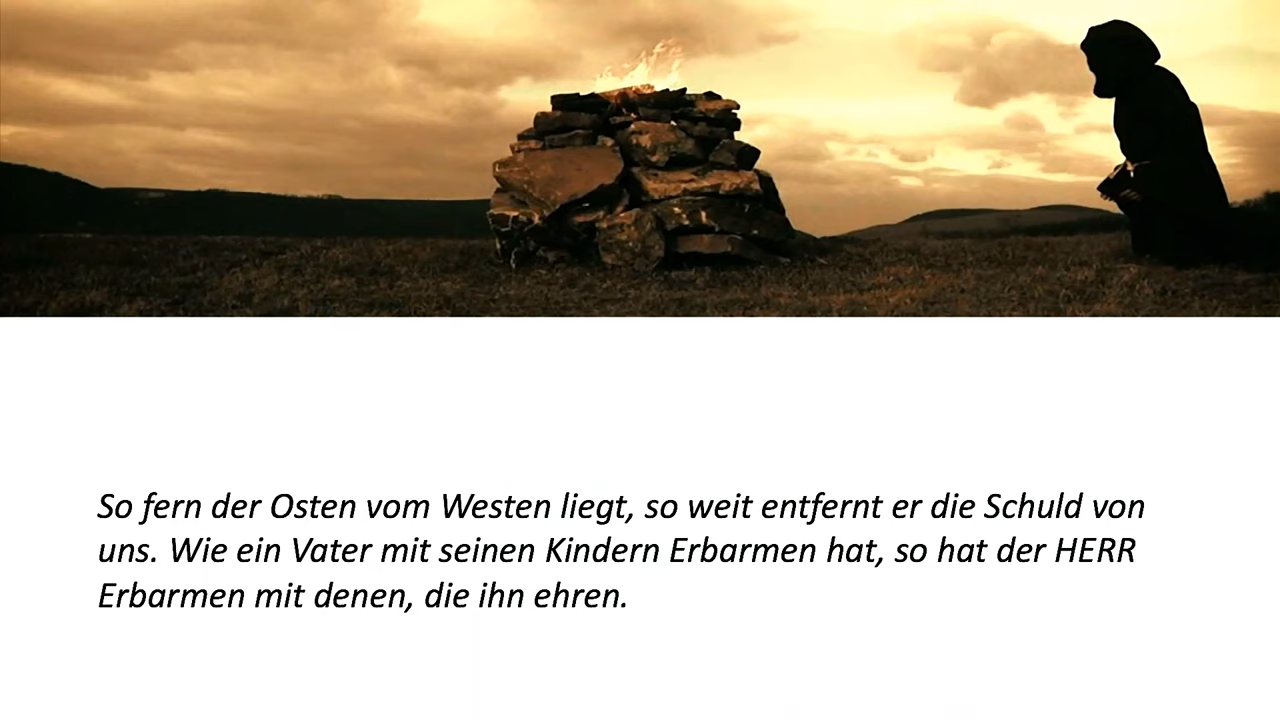 So fern der Osten vom Westen liegt, so weit entfernt er die Schuld von
uns. Wie ein Vater mit seinen Kindern Erbarmen hat, so hat der HERR
Erbarmen mit denen, die ihn ehren.